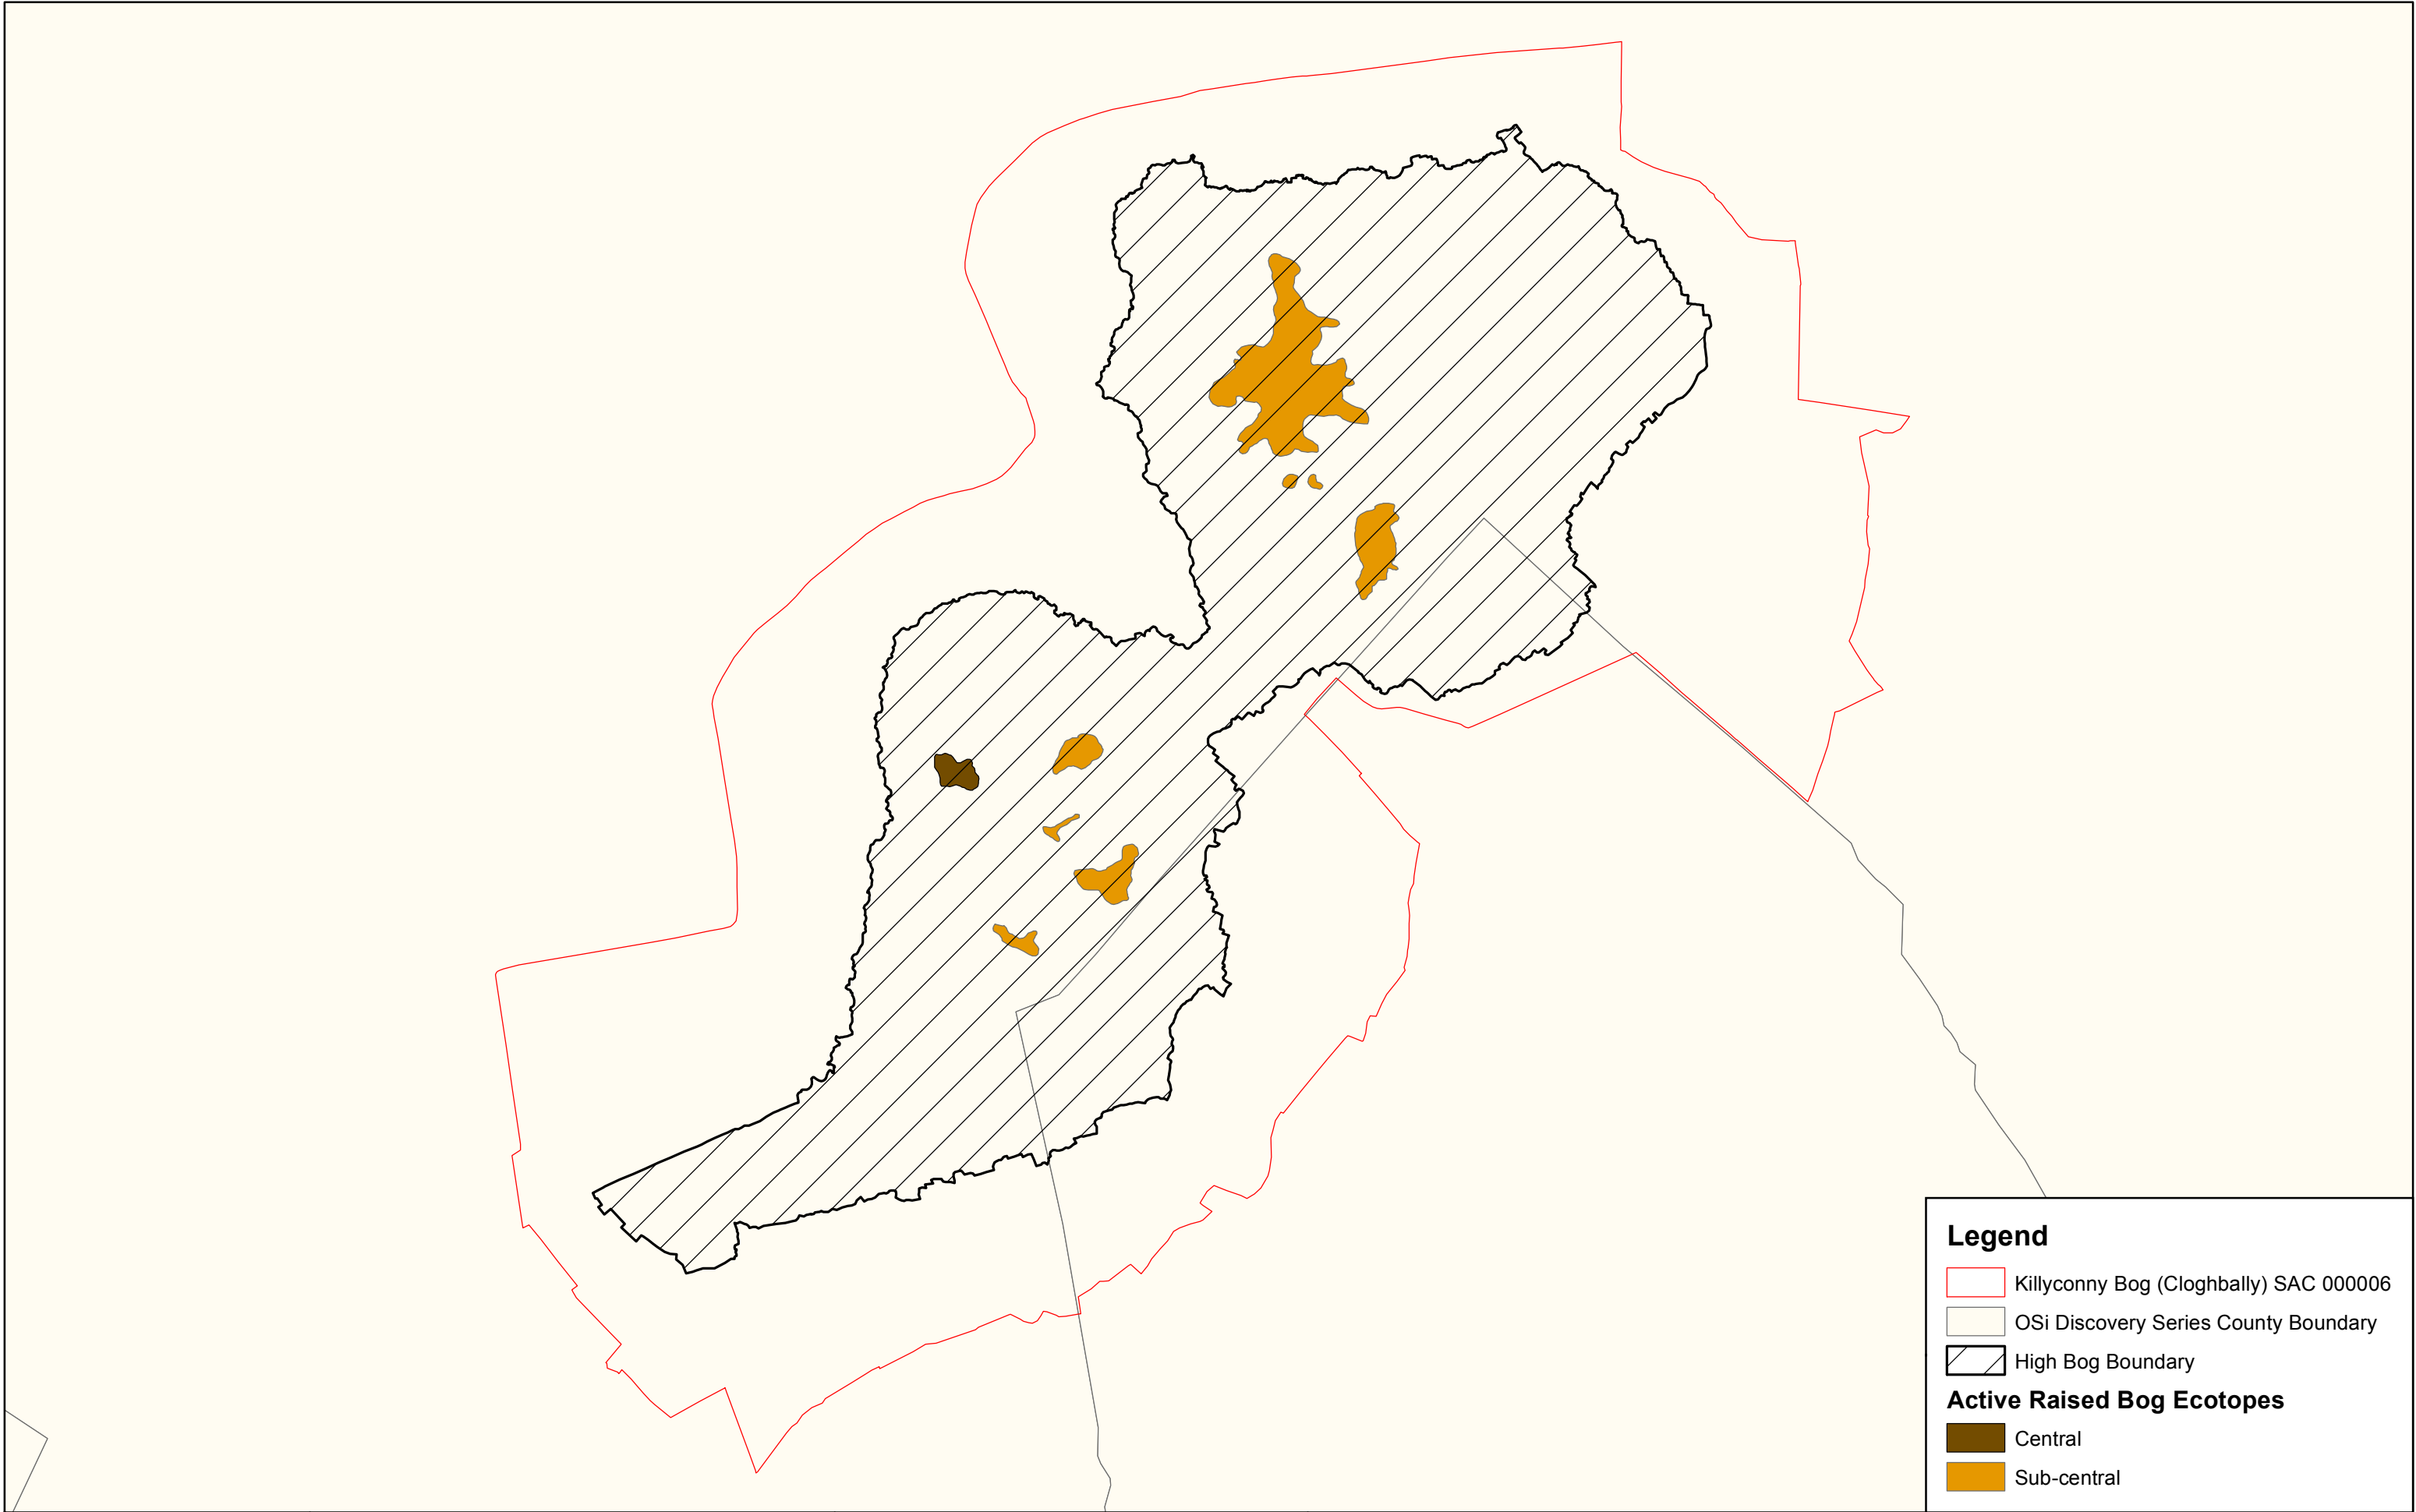 Legend
Killyconny Bog (Cloghbally) SAC 000006
OSi Discovery Series County Boundary
High Bog Boundary
Active Raised Bog Ecotopes
Central
Sub-central